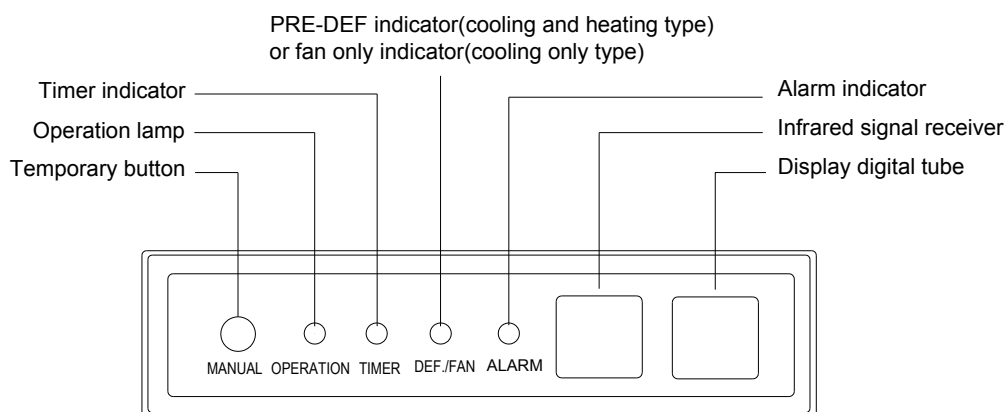 PRE-DEF indicator(cooling and heating type)
or fan only indicator(cooling only type)
Timer indicator
Operation lamp
Temporary button
Alarm indicator
Infrared signal receiver
Display digital tube
MANUAL OPERATION TIMER DEF./FAN ALARM